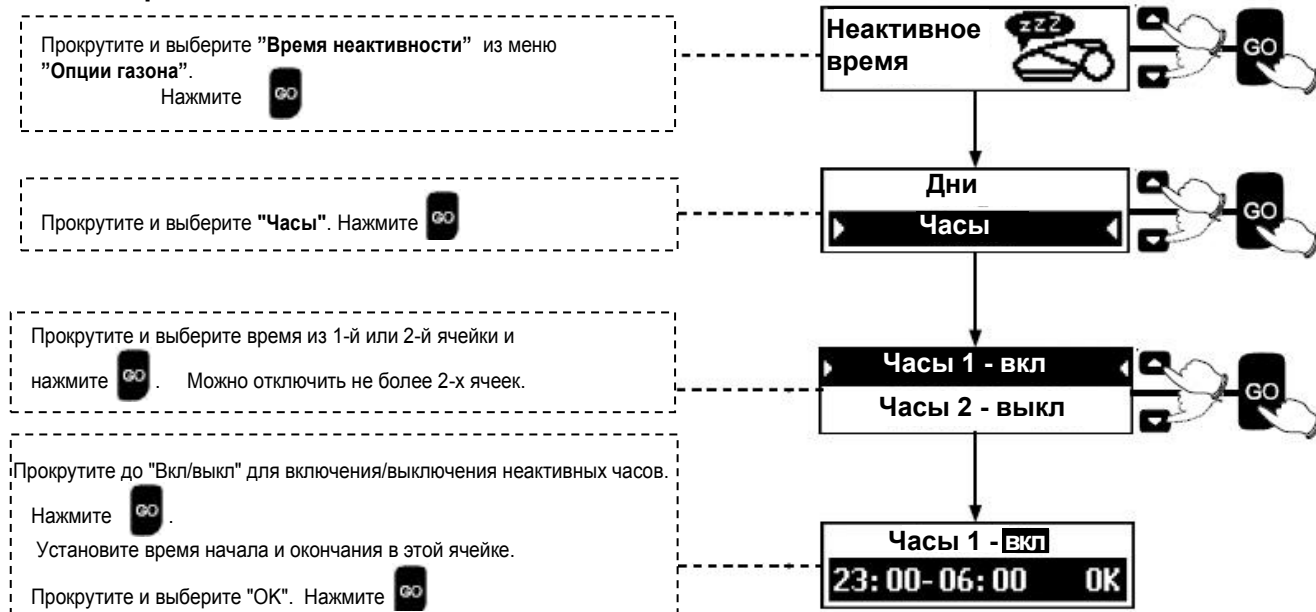 Прокрутите и выберите ”Время неактивности” из меню
”Опции газона”.
Нажмите GO
Неактивное
время
zzz
GO
Прокрутите и выберите "Часы". Нажмите GO
Дни
Часы
GO
Прокрутите и выберите время из 1-й или 2-й ячейки и
нажмите GO. Можно отключить не более 2-х ячеек.
Часы 1 - вкл
Часы 2 - выкл
GO
Прокрутите до "Вкл/выкл" для включения/выключения неактивных часов.
Нажмите GO.
Установите время начала и окончания в этой ячейке.
Прокрутите и выберите "OK". Нажмите GO
Часы 1 - вкл
23:00-06:00 OK